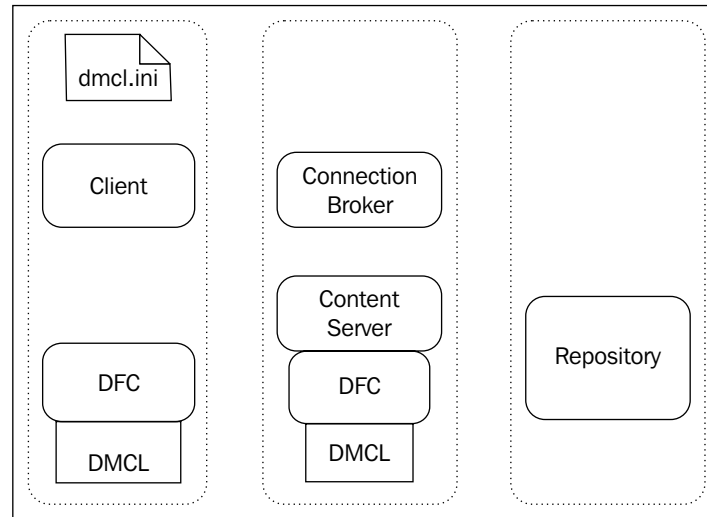 dmcl.ini
Client
DFC
DMCL
Connection
Broker
Content
Server
DFC
DMCL
Repository